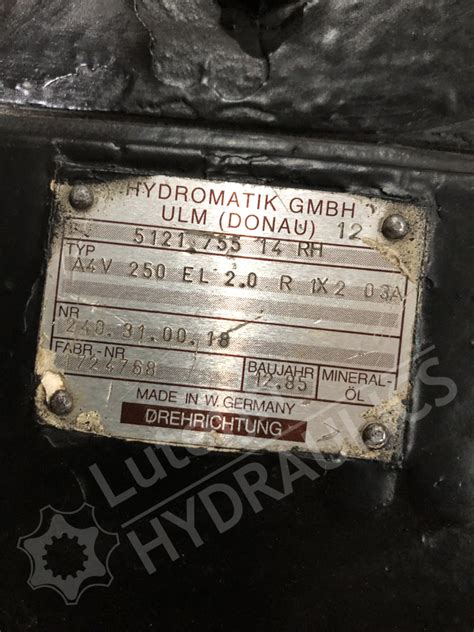 HYDROMATIK GMBH
ULM (DONAU) 12
5121.755 14 RH
TYP
A4V 250 EL 2.0 R 1X2 03A
NR
240.31.00.18
FABR.-NR
1724768
BAUJAHR
12.85
MINERAL-
ÖL
MADE IN W. GERMANY
DREHRICHTUNG
HYDRAULICS